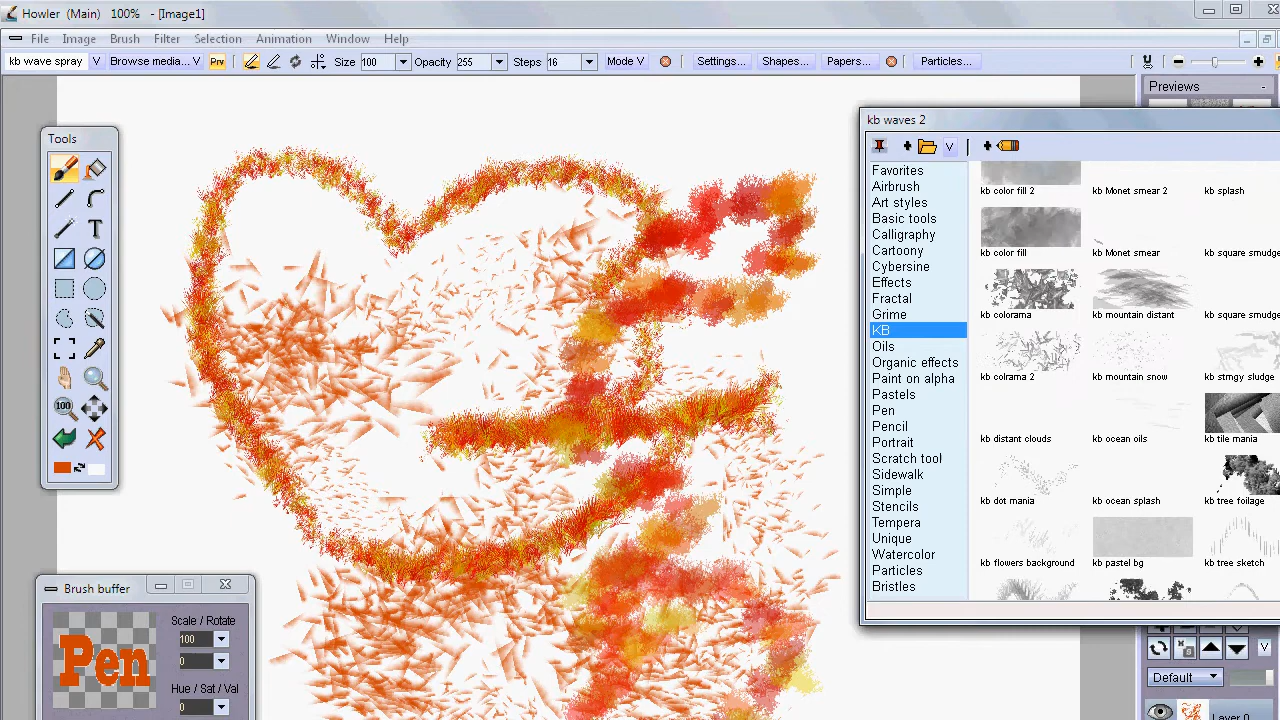 Howler (Main) 100% - [Image1]
File Image Brush Filter Selection Animation Window Help
kb wave spray V Browse media... V Prv Size 100 Opacity 255 Steps 16 Mode V Settings... Shapes... Papers... Particles...
Previews
Tools
100
kb waves 2
V
Favorites
Airbrush
Art styles
Basic tools
Calligraphy
Cartoony
Cybersine
Effects
Fractal
Grime
KB
Oils
Organic effects
Paint on alpha
Pastels
Pen
Pencil
Portrait
Scratch tool
Sidewalk
Simple
Stencils
Tempera
Unique
Watercolor
Particles
Bristles
kb color fill 2 kb Monet smear 2 kb splash
kb color fill kb Monet smear kb square smudg
kb colorama kb mountain distant kb square smudg
kb colrama 2 kb mountain snow kb strngy sludge
kb distant clouds kb ocean oils kb tile mania
kb dot mania kb ocean splash kb tree foilage
kb flowers background kb pastel bg kb tree sketch
Brush buffer
Pen
Scale / Rotate
100
0
Hue / Sat / Val
0
V
Default
Layer 0